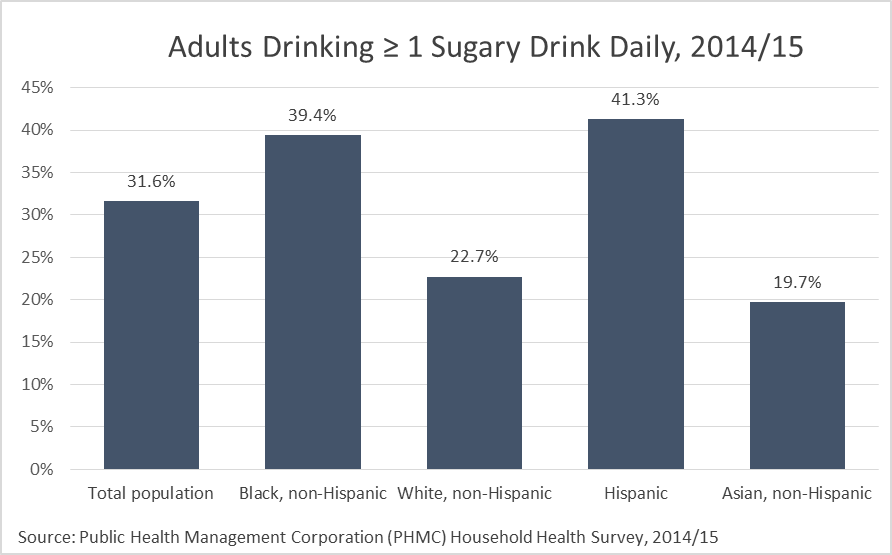 Adults Drinking ≥ 1 Sugary Drink Daily, 2014/15
45%
40%
35%
30%
25%
20%
15%
10%
5%
0%
31.6%
39.4%
22.7%
41.3%
19.7%
Total population
Black, non-Hispanic
White, non-Hispanic
Hispanic
Asian, non-Hispanic
Source: Public Health Management Corporation (PHMC) Household Health Survey, 2014/15